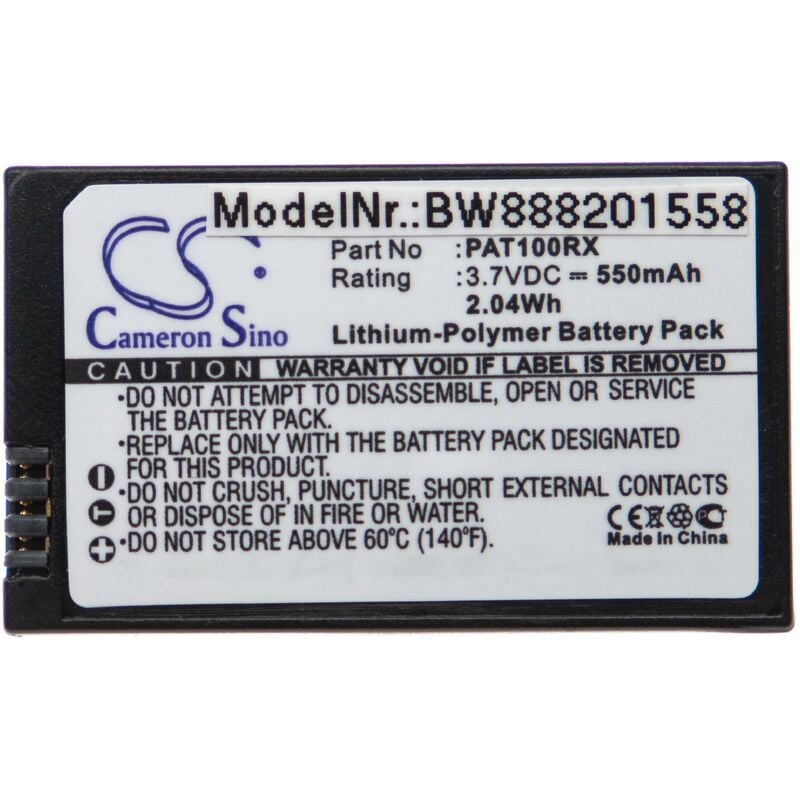 ModelNr.:BW888201558
CS
Cameron Sino
Part No :PAT100RX
Rating :3.7VDC ⎓ 550mAh
2.04Wh
Lithium-Polymer Battery Pack
CAUTION WARRANTY VOID IF LABEL IS REMOVED
•DO NOT ATTEMPT TO DISASSEMBLE, OPEN OR SERVICE
THE BATTERY PACK.
•REPLACE ONLY WITH THE BATTERY PACK DESIGNATED
FOR THIS PRODUCT.
•DO NOT CRUSH, PUNCTURE, SHORT EXTERNAL CONTACTS
OR DISPOSE OF IN FIRE OR WATER.
•DO NOT STORE ABOVE 60°C (140°F).
CE
Made In China